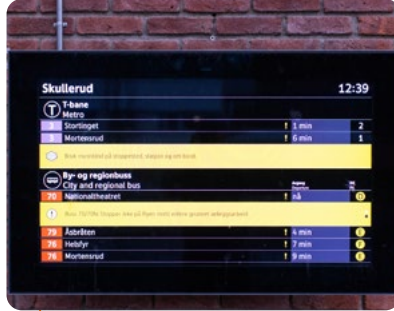 Skullerud 12:39
T-bane
Metro
3 Stortinget ! 1 min 2
3 Mortensrud ! 6 min 1
By- og regionbuss
City and regional bus
70 Nationaltheatret ! nå D
79 Åsbråten ! 4 min E
76 Helsfyr ! 7 min F
76 Mortensrud ! 9 min E